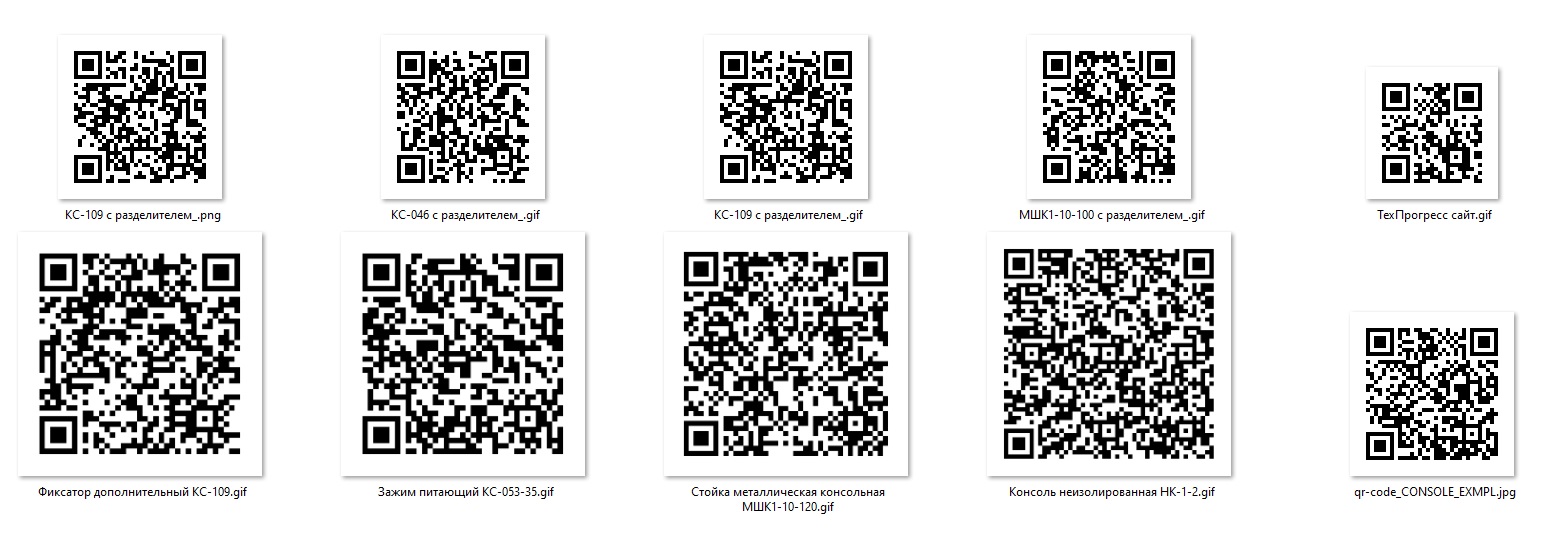 КС-109 с разделителем_.png
КС-046 с разделителем_.gif
КС-109 с разделителем_.gif
МШК1-10-100 с разделителем_.gif
ТехПрогресс сайт.gif
Фиксатор дополнительный КС-109.gif
Зажим питающий КС-053-35.gif
Стойка металлическая консольная
МШК1-10-120.gif
Консоль неизолированная НК-1-2.gif
qr-code_CONSOLE_EXMPL.jpg